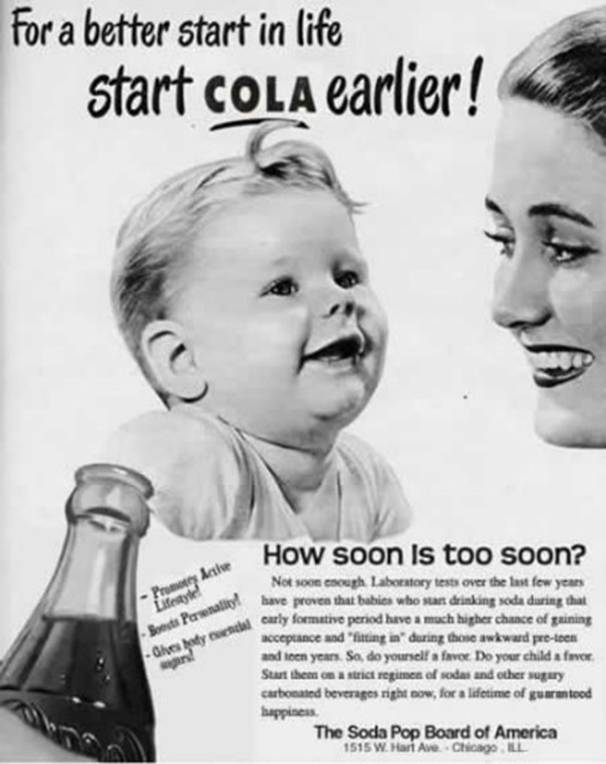 For a better start in life
start COLA earlier!
- Promotes Active
Lifestyle!
- Boosts Personality!
- Gives body essential
sugars!
How soon is too soon?
Not soon enough. Laboratory tests over the last few years
have proven that babies who start drinking soda during that
early formative period have a much higher chance of gaining
acceptance and "fitting in" during those awkward pre-teen
and teen years. So, do yourself a favor. Do your child a favor.
Start them on a strict regimen of sodas and other sugary
carbonated beverages right now, for a lifetime of guaranteed
happiness.
The Soda Pop Board of America
1515 W. Hart Ave. - Chicago, ILL.